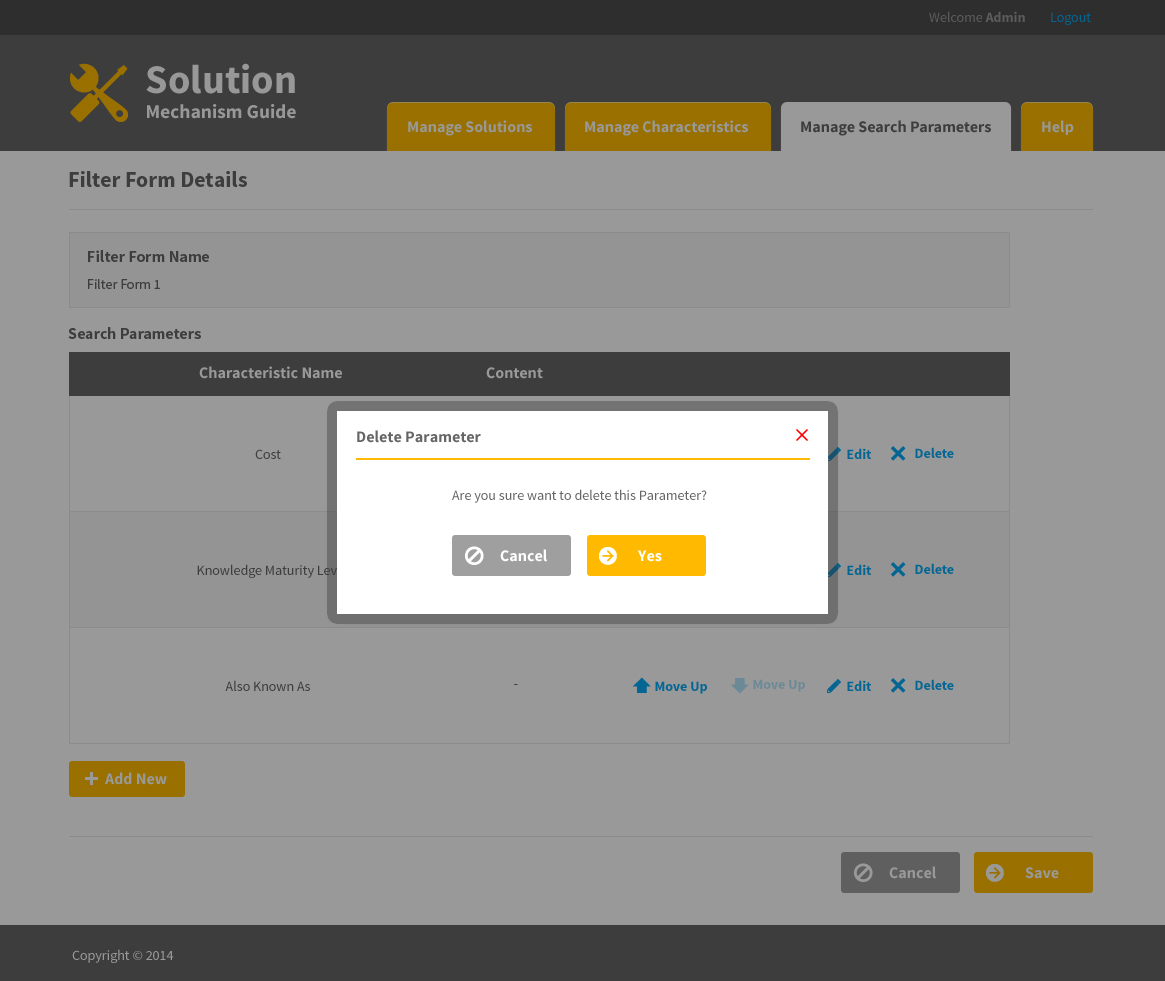 Welcome Admin Logout
Solution
Mechanism Guide
Manage Solutions Manage Characteristics Manage Search Parameters Help
Filter Form Details
Filter Form Name
Filter Form 1
Search Parameters
Characteristic Name Content
Delete Parameter
Cost Edit Delete
Are you sure want to delete this Parameter?
Cancel Yes
Knowledge Maturity Lev Edit Delete
Also Known As - Move Up Move Up Edit Delete
Add New
Cancel Save
Copyright © 2014